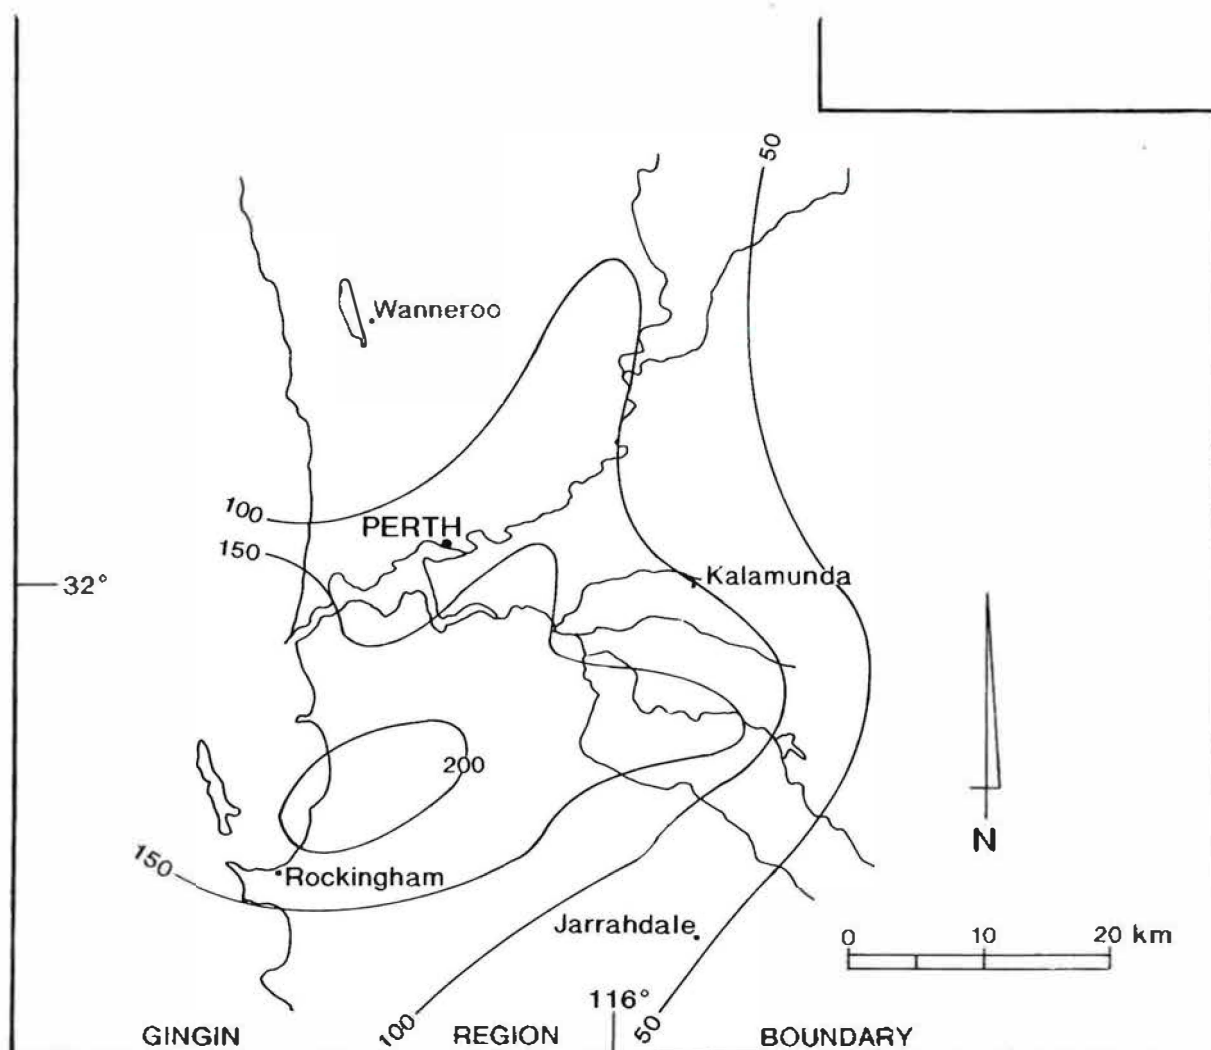 50
Wanneroo
100
PERTH
150
32°
Kalamunda
200
N
150
Rockingham
Jarrahdale
0 10 20 km
116°
100
50
GINGIN REGION BOUNDARY